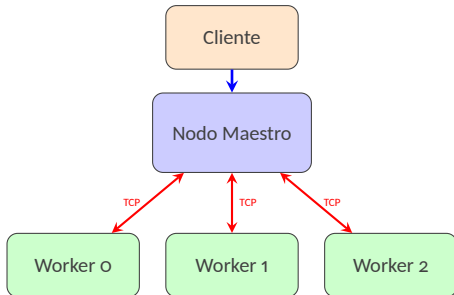 Cliente
Nodo Maestro
TCP TCP TCP
Worker 0 Worker 1 Worker 2